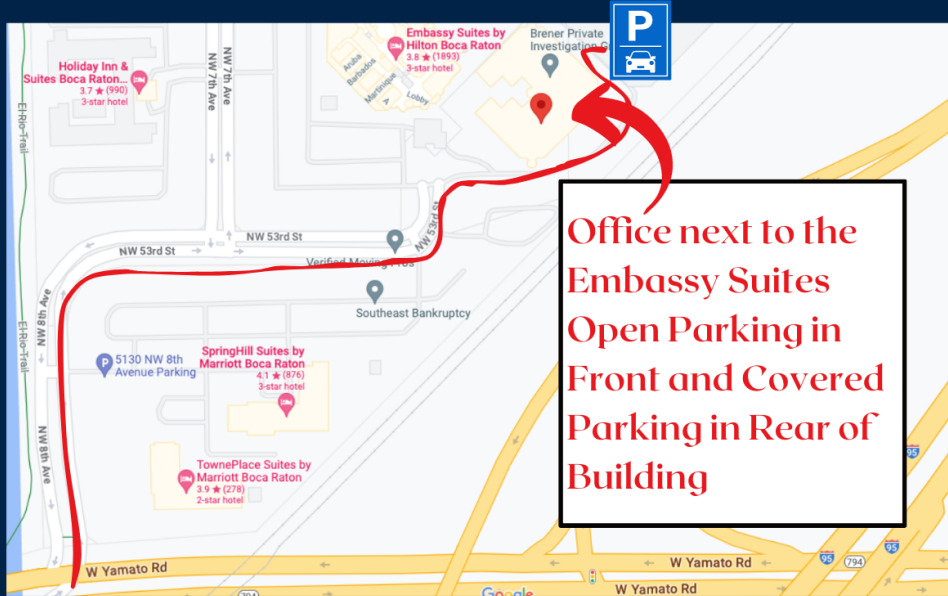 P
Embassy Suites by
Hilton Boca Raton
3.8 ★ (1893)
3-star hotel
Brener Private
Investigation G
Holiday Inn &
Suites Boca Raton...
3.7 ★ (990)
3-star hotel
NW 7th Ave
NW 7th Ave
Aruba
Barbados
Martinique
A
Lobby
El-Rio-Trail
NW 53rd St
NW 53rd St
NW 53rd St
Verified Moving Pros
Southeast Bankruptcy
NW 8th Ave
El-Rio-Trail
P
5130 NW 8th
Avenue Parking
SpringHill Suites by
Marriott Boca Raton
4.1 ★ (876)
3-star hotel
NW 8th Ave
TownePlace Suites by
Marriott Boca Raton
3.9 ★ (278)
2-star hotel
Office next to the
Embassy Suites
Open Parking in
Front and Covered
Parking in Rear of
Building
95
95
95
794
W Yamato Rd
W Yamato Rd
W Yamato Rd
794
Google